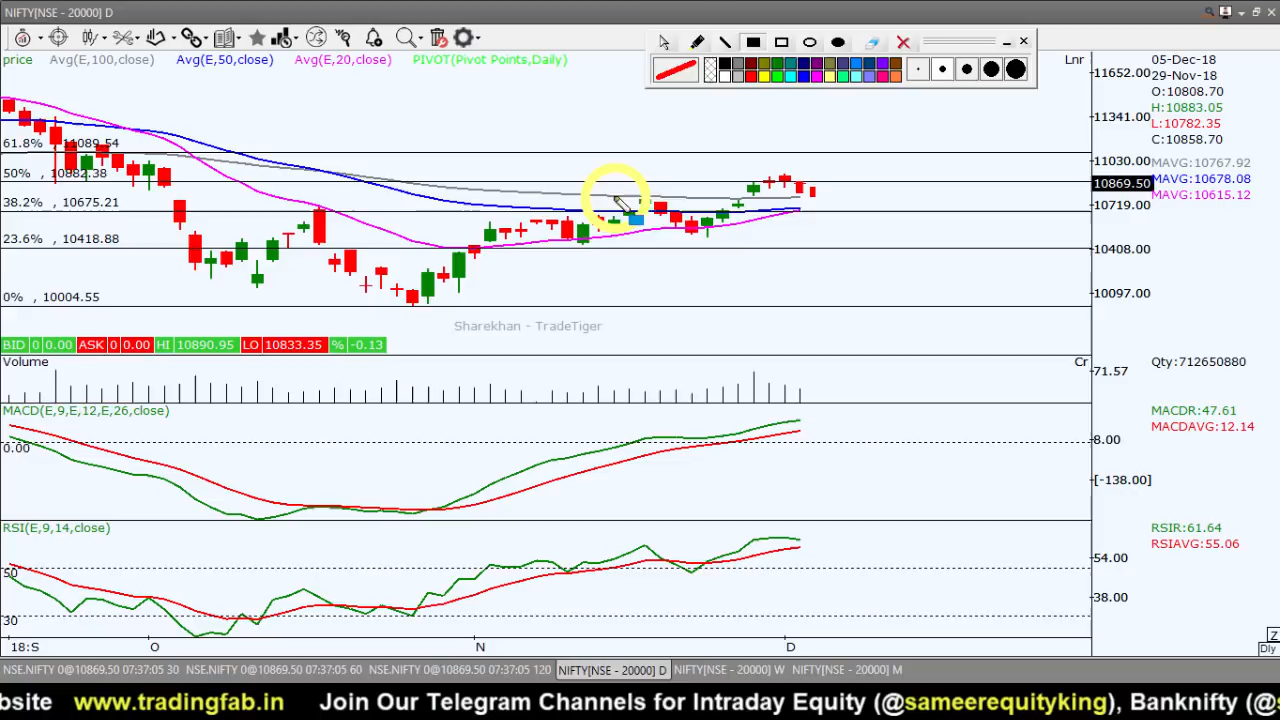 NIFTY[NSE - 20000] D
price Avg(E,100,close) Avg(E,50,close) Avg(E,20,close) PIVOT(Pivot Points,Daily)
Lnr
05-Dec-18
29-Nov-18
O:10808.70
H:10883.05
L:10782.35
C:10858.70
MAVG:10767.92
MAVG:10678.08
MAVG:10615.12
11652.00
11341.00
11030.00
10869.50
10719.00
10408.00
10097.00
61.8% , 11089.54
50% , 10882.38
38.2% , 10675.21
23.6% , 10418.88
0% , 10004.55
Sharekhan - TradeTiger
BID 0 0.00 ASK 0 0.00 HI 10890.95 LO 10833.35 % -0.13
Volume
Cr
71.57
Qty:712650880
MACD(E,9,E,12,E,26,close)
0.00
8.00
[-138.00]
MACDR:47.61
MACDAVG:12.14
RSI(E,9,14,close)
50
30
54.00
38.00
RSIR:61.64
RSIAVG:55.06
18:S O N D
Z
Dly
NSE.NIFTY 0@10869.50 07:37:05 30 NSE.NIFTY 0@10869.50 07:37:05 60 NSE.NIFTY 0@10869.50 07:37:05 120 NIFTY[NSE - 20000] D NIFTY[NSE - 20000] W NIFTY[NSE - 20000] M
bsite www.tradingfab.in Join Our Telegram Channels for Intraday Equity (@sameerequityking), Banknifty (@